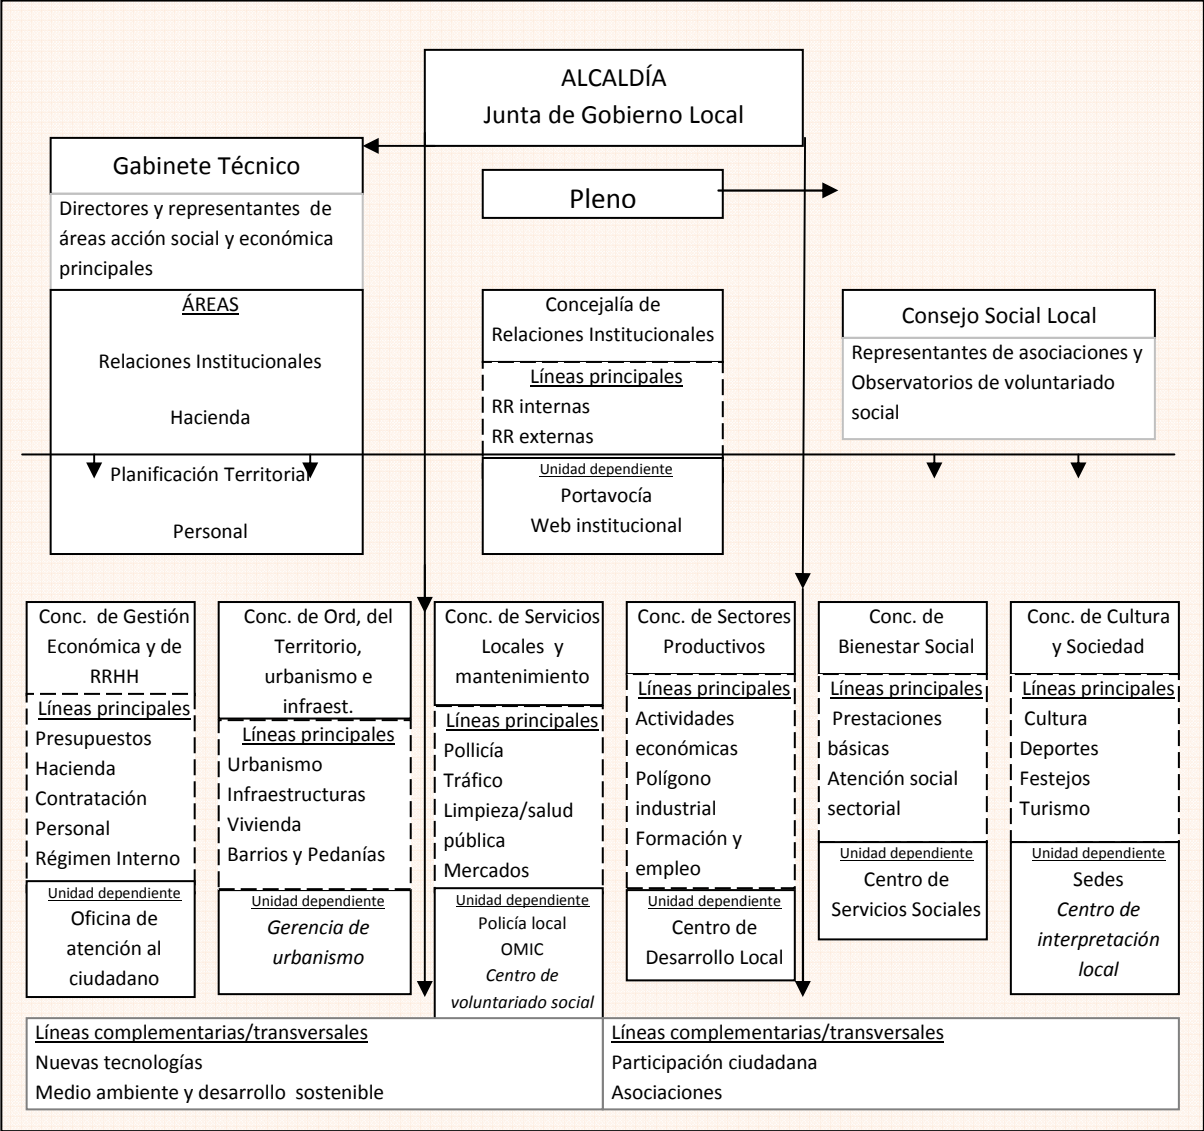 ALCALDÍA
Junta de Gobierno Local
Gabinete Técnico
Directores y representantes de
áreas acción social y económica
principales
ÁREAS
Relaciones Institucionales
Hacienda
Planificación Territorial
Personal
Pleno
Concejalía de
Relaciones Institucionales
Líneas principales
RR internas
RR externas
Unidad dependiente
Portavocía
Web institucional
Consejo Social Local
Representantes de asociaciones y
Observatorios de voluntariado
social
Conc. de Gestión
Económica y de
RRHH
Líneas principales
Presupuestos
Hacienda
Contratación
Personal
Régimen Interno
Unidad dependiente
Oficina de
atención al
ciudadano
Conc. de Ord, del
Territorio,
urbanismo e
infraest.
Líneas principales
Urbanismo
Infraestructuras
Vivienda
Barrios y Pedanías
Unidad dependiente
Gerencia de
urbanismo
Conc. de Servicios
Locales y
mantenimiento
Líneas principales
Pollicía
Tráfico
Limpieza/salud
pública
Mercados
Unidad dependiente
Policía local
OMIC
Centro de
voluntariado social
Conc. de Sectores
Productivos
Líneas principales
Actividades
económicas
Polígono
industrial
Formación y
empleo
Unidad dependiente
Centro de
Desarrollo Local
Conc. de
Bienestar Social
Líneas principales
Prestaciones
básicas
Atención social
sectorial
Unidad dependiente
Centro de
Servicios Sociales
Conc. de Cultura
y Sociedad
Líneas principales
Cultura
Deportes
Festejos
Turismo
Unidad dependiente
Sedes
Centro de
interpretación
local
Líneas complementarias/transversales
Nuevas tecnologías
Medio ambiente y desarrollo sostenible
Líneas complementarias/transversales
Participación ciudadana
Asociaciones